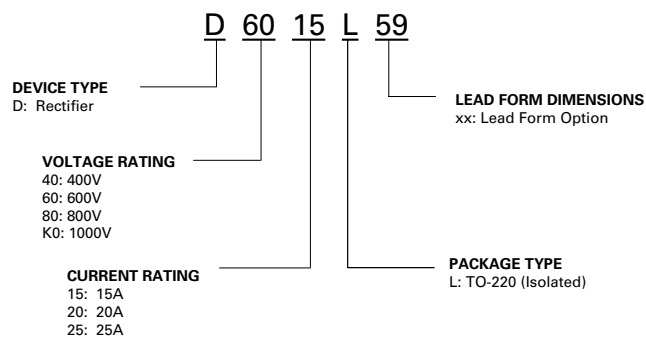 D 60 15 L 59
DEVICE TYPE
D: Rectifier
LEAD FORM DIMENSIONS
xx: Lead Form Option
VOLTAGE RATING
40: 400V
60: 600V
80: 800V
K0: 1000V
CURRENT RATING
15: 15A
20: 20A
25: 25A
PACKAGE TYPE
L: TO-220 (Isolated)